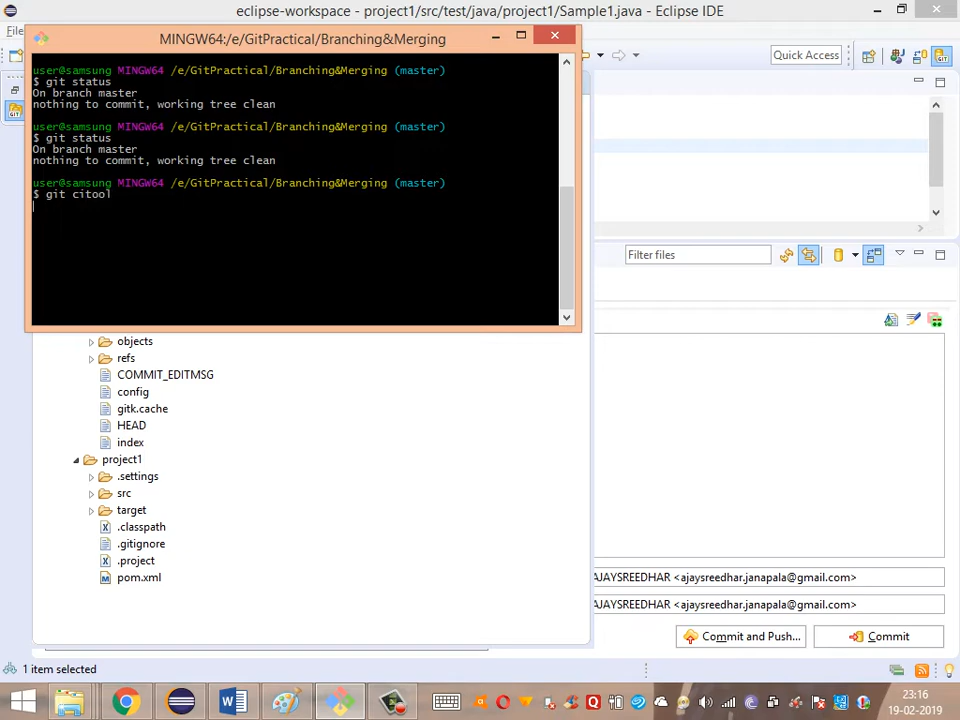 eclipse-workspace - project1/src/test/java/project1/Sample1.java - Eclipse IDE
MINGW64:/e/GitPractical/Branching&Merging
Quick Access
user@samsung MINGW64 /e/GitPractical/Branching&Merging (master)
$ git status
On branch master
nothing to commit, working tree clean
user@samsung MINGW64 /e/GitPractical/Branching&Merging (master)
$ git status
On branch master
nothing to commit, working tree clean
user@samsung MINGW64 /e/GitPractical/Branching&Merging (master)
$ git citool
Filter files
objects
refs
COMMIT_EDITMSG
config
gitk.cache
HEAD
index
project1
.settings
src
target
.classpath
.gitignore
.project
pom.xml
AJAYSREEDHAR <ajaysreedhar.janapala@gmail.com>
AJAYSREEDHAR <ajaysreedhar.janapala@gmail.com>
Commit and Push...
Commit
1 item selected
23:16
19-02-2019